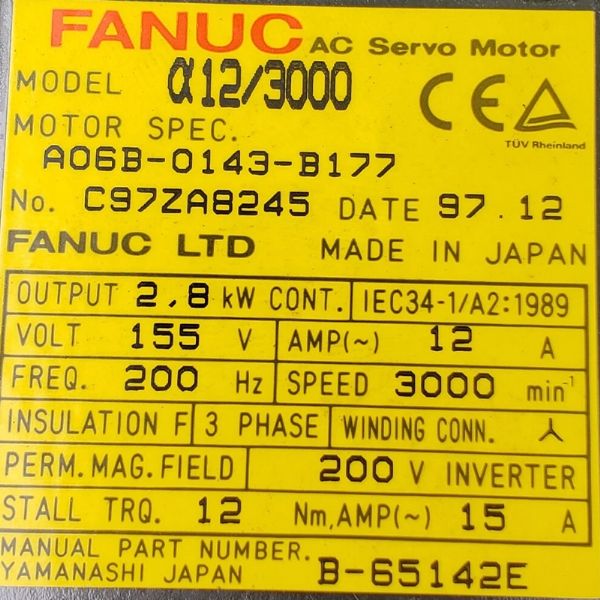 FANUC AC Servo Motor
MODEL α12/3000
CE
TÜV Rheinland
MOTOR SPEC.
A06B-0143-B177
No. C97ZA8245 DATE 97.12
FANUC LTD MADE IN JAPAN
OUTPUT 2.8 kW CONT. IEC34-1/A2:1989
VOLT 155 V AMP(~) 12 A
FREQ. 200 Hz SPEED 3000 min⁻¹
INSULATION F 3 PHASE WINDING CONN. Y
PERM. MAG. FIELD 200 V INVERTER
STALL TRQ. 12 Nm, AMP(~) 15 A
MANUAL PART NUMBER.
YAMANASHI JAPAN B-65142E